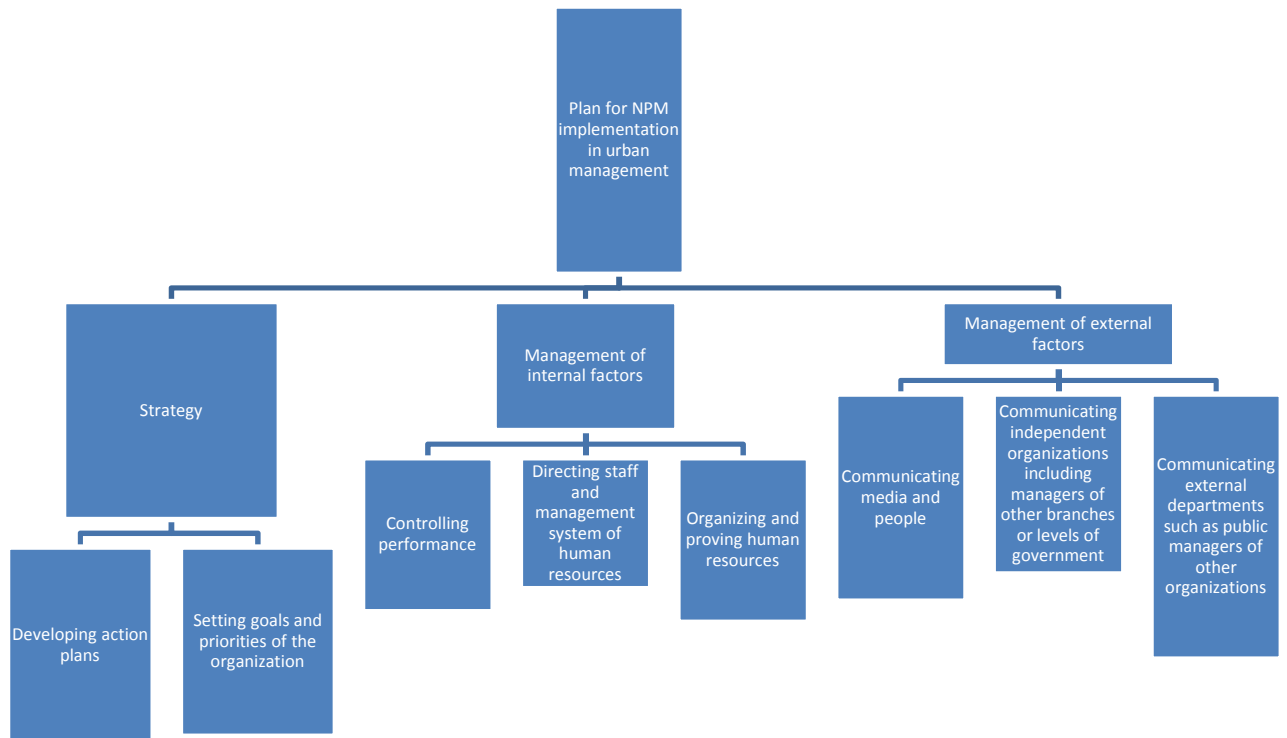 Plan for NPM
implementation
in urban
management
Strategy
Management of
internal factors
Management of external
factors
Developing action
plans
Setting goals and
priorities of the
organization
Controlling
performance
Directing staff
and
management
system of
human
resources
Organizing and
proving human
resources
Communicating
media and
people
Communicating
independent
organizations
including
managers of
other branches
or levels of
government
Communicating
external
departments
such as public
managers of
other
organizations